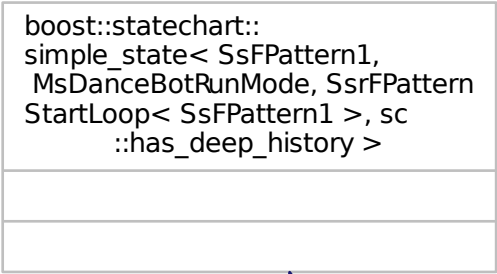 boost::statechart::
simple_state< SsFPattern1,
MsDanceBotRunMode, SsrFPattern
StartLoop< SsFPattern1 >, sc
::has_deep_history >